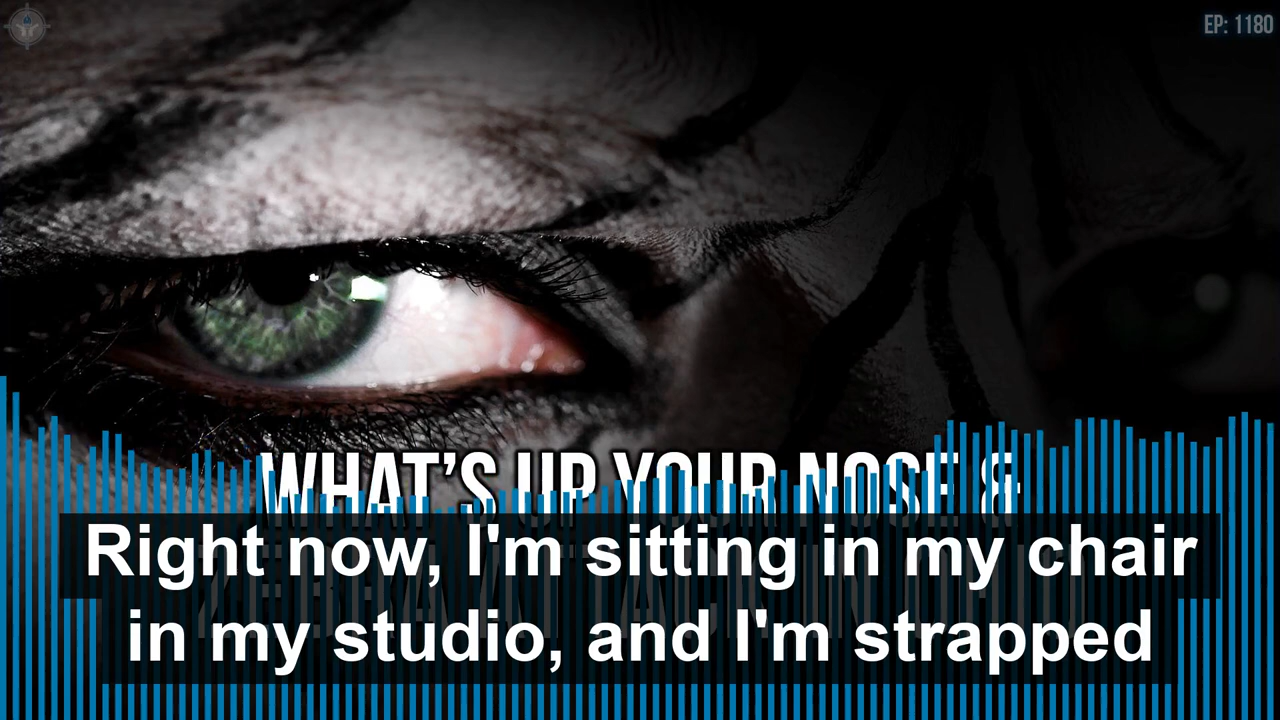 EP: 1180
WHAT'S UP YOUR NOSE &
Right now, I'm sitting in my chair
in my studio, and I'm strapped